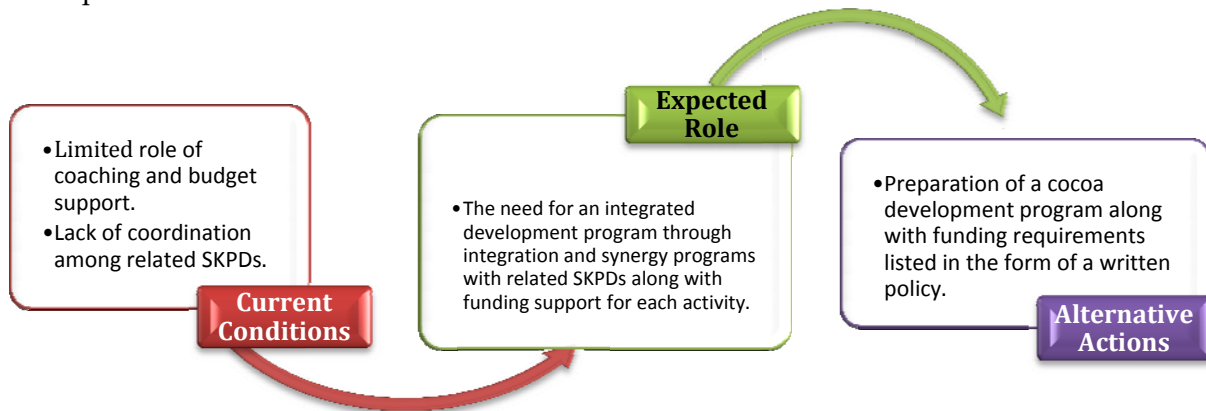 •Limited role of
coaching and budget
support.
•Lack of coordination
among related SKPDs.
Current
Conditions
Expected
Role
•The need for an integrated
development program through
integration and synergy programs
with related SKPDs along with
funding support for each activity.
•Preparation of a cocoa
development program along
with funding requirements
listed in the form of a written
policy.
Alternative
Actions